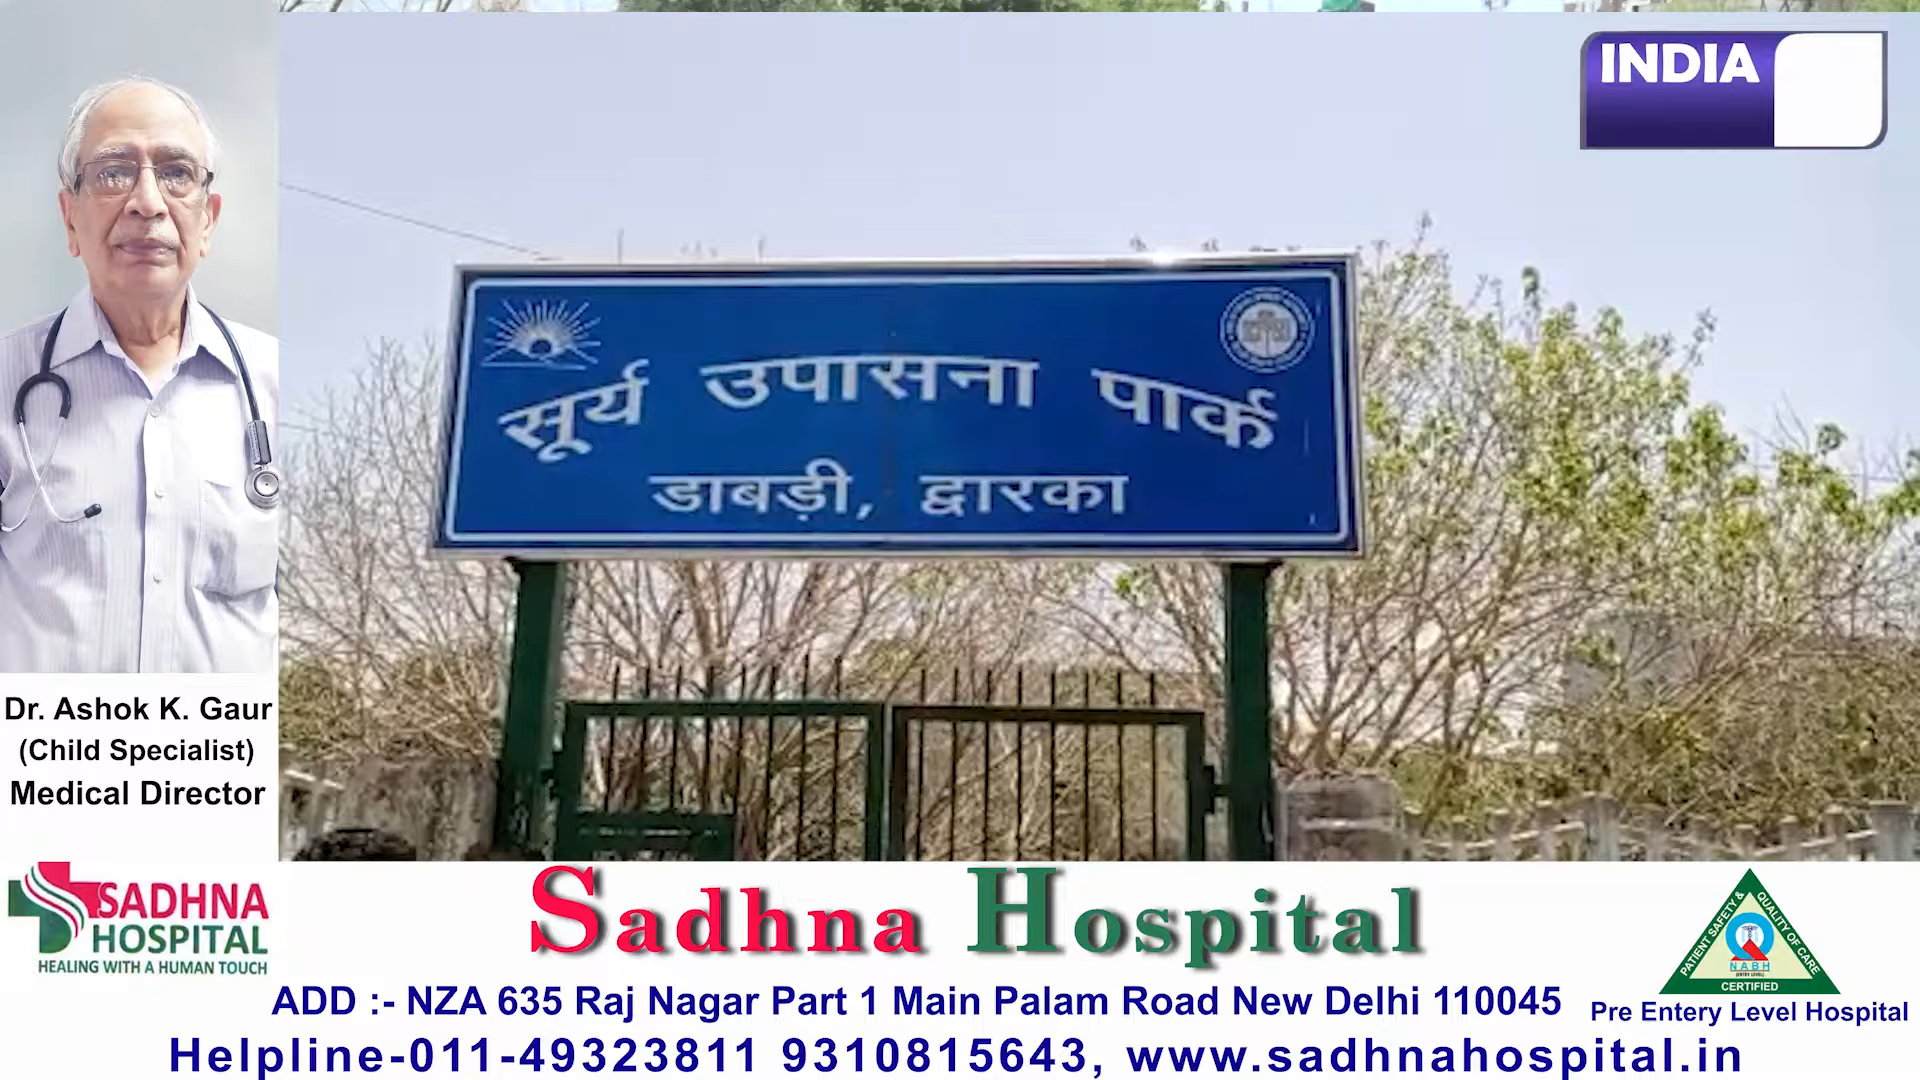 INDIA
सूर्य उपासना पार्क
डाबड़ी, द्वारका
Dr. Ashok K. Gaur
(Child Specialist)
Medical Director
SADHNA
HOSPITAL
HEALING WITH A HUMAN TOUCH
Sadhna Hospital
ADD :- NZA 635 Raj Nagar Part 1 Main Palam Road New Delhi 110045
Helpline-011-49323811 9310815643, www.sadhnahospital.in
PATIENT SAFETY & QUALITY OF CARE
NABH
(ENTRY LEVEL)
CERTIFIED
Pre Entery Level Hospital